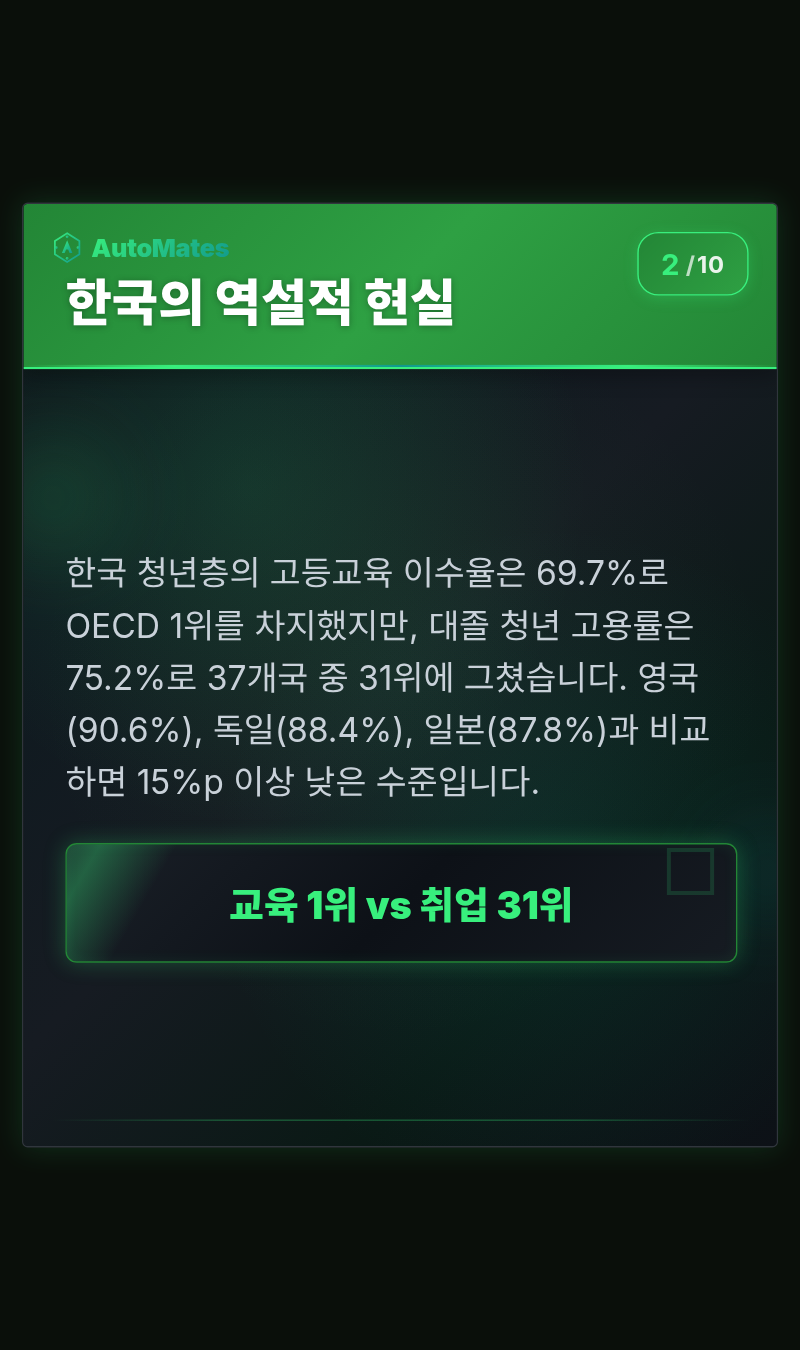 AutoMates
2 /10
한국의 역설적 현실
한국 청년층의 고등교육 이수율은 69.7%로
OECD 1위를 차지했지만, 대졸 청년 고용률은
75.2%로 37개국 중 31위에 그쳤습니다. 영국
(90.6%), 독일(88.4%), 일본(87.8%)과 비교
하면 15%p 이상 낮은 수준입니다.
교육 1위 vs 취업 31위